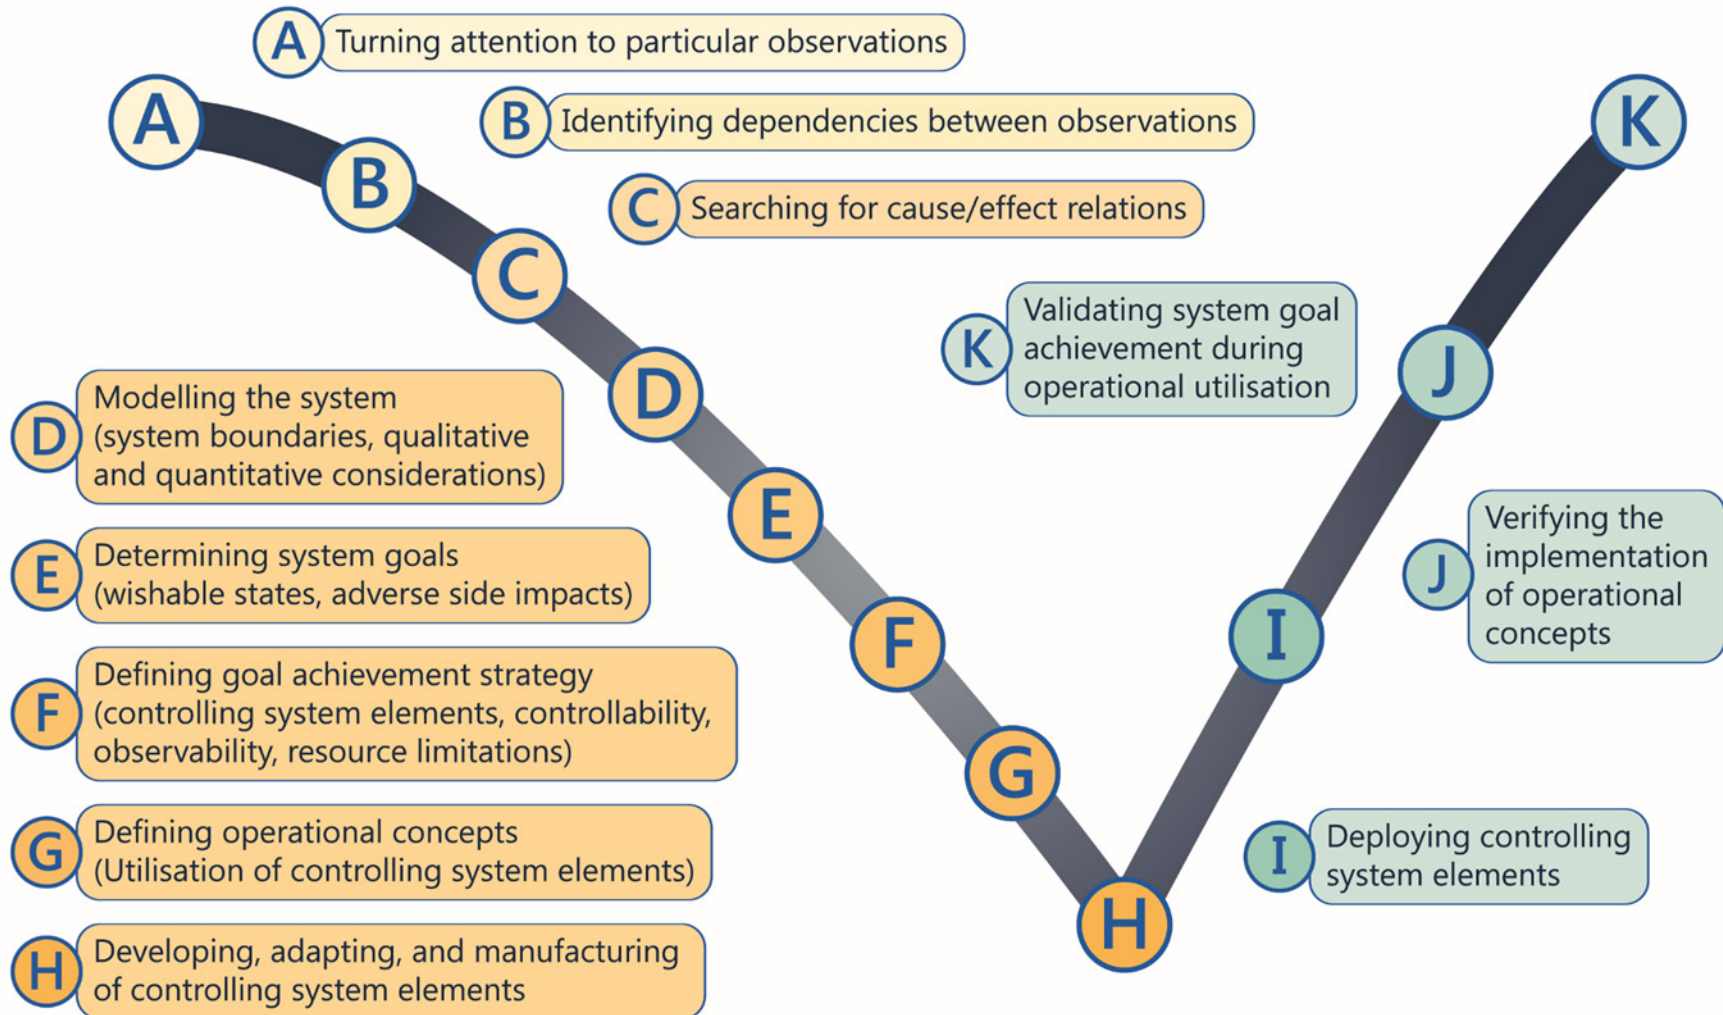 A Turning attention to particular observations
A
B Identifying dependencies between observations
K
B
C Searching for cause/effect relations
C
K Validating system goal
achievement during
operational utilisation
J
D
D Modelling the system
(system boundaries, qualitative
and quantitative considerations)
E
J Verifying the
implementation
of operational
concepts
E Determining system goals
(wishable states, adverse side impacts)
F
I
F Defining goal achievement strategy
(controlling system elements, controllability,
observability, resource limitations)
G
G Defining operational concepts
(Utilisation of controlling system elements)
I Deploying controlling
system elements
H
H Developing, adapting, and manufacturing
of controlling system elements